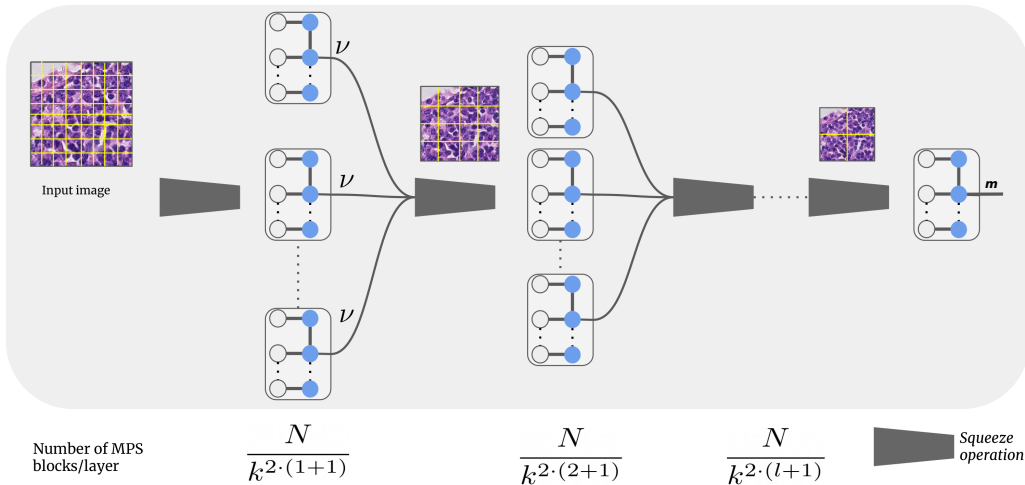 ν
ν
ν
Input image
m
Number of MPS
blocks/layer
N
k^{2·(1+1)}
N
k^{2·(2+1)}
N
k^{2·(l+1)}
Squeeze
operation